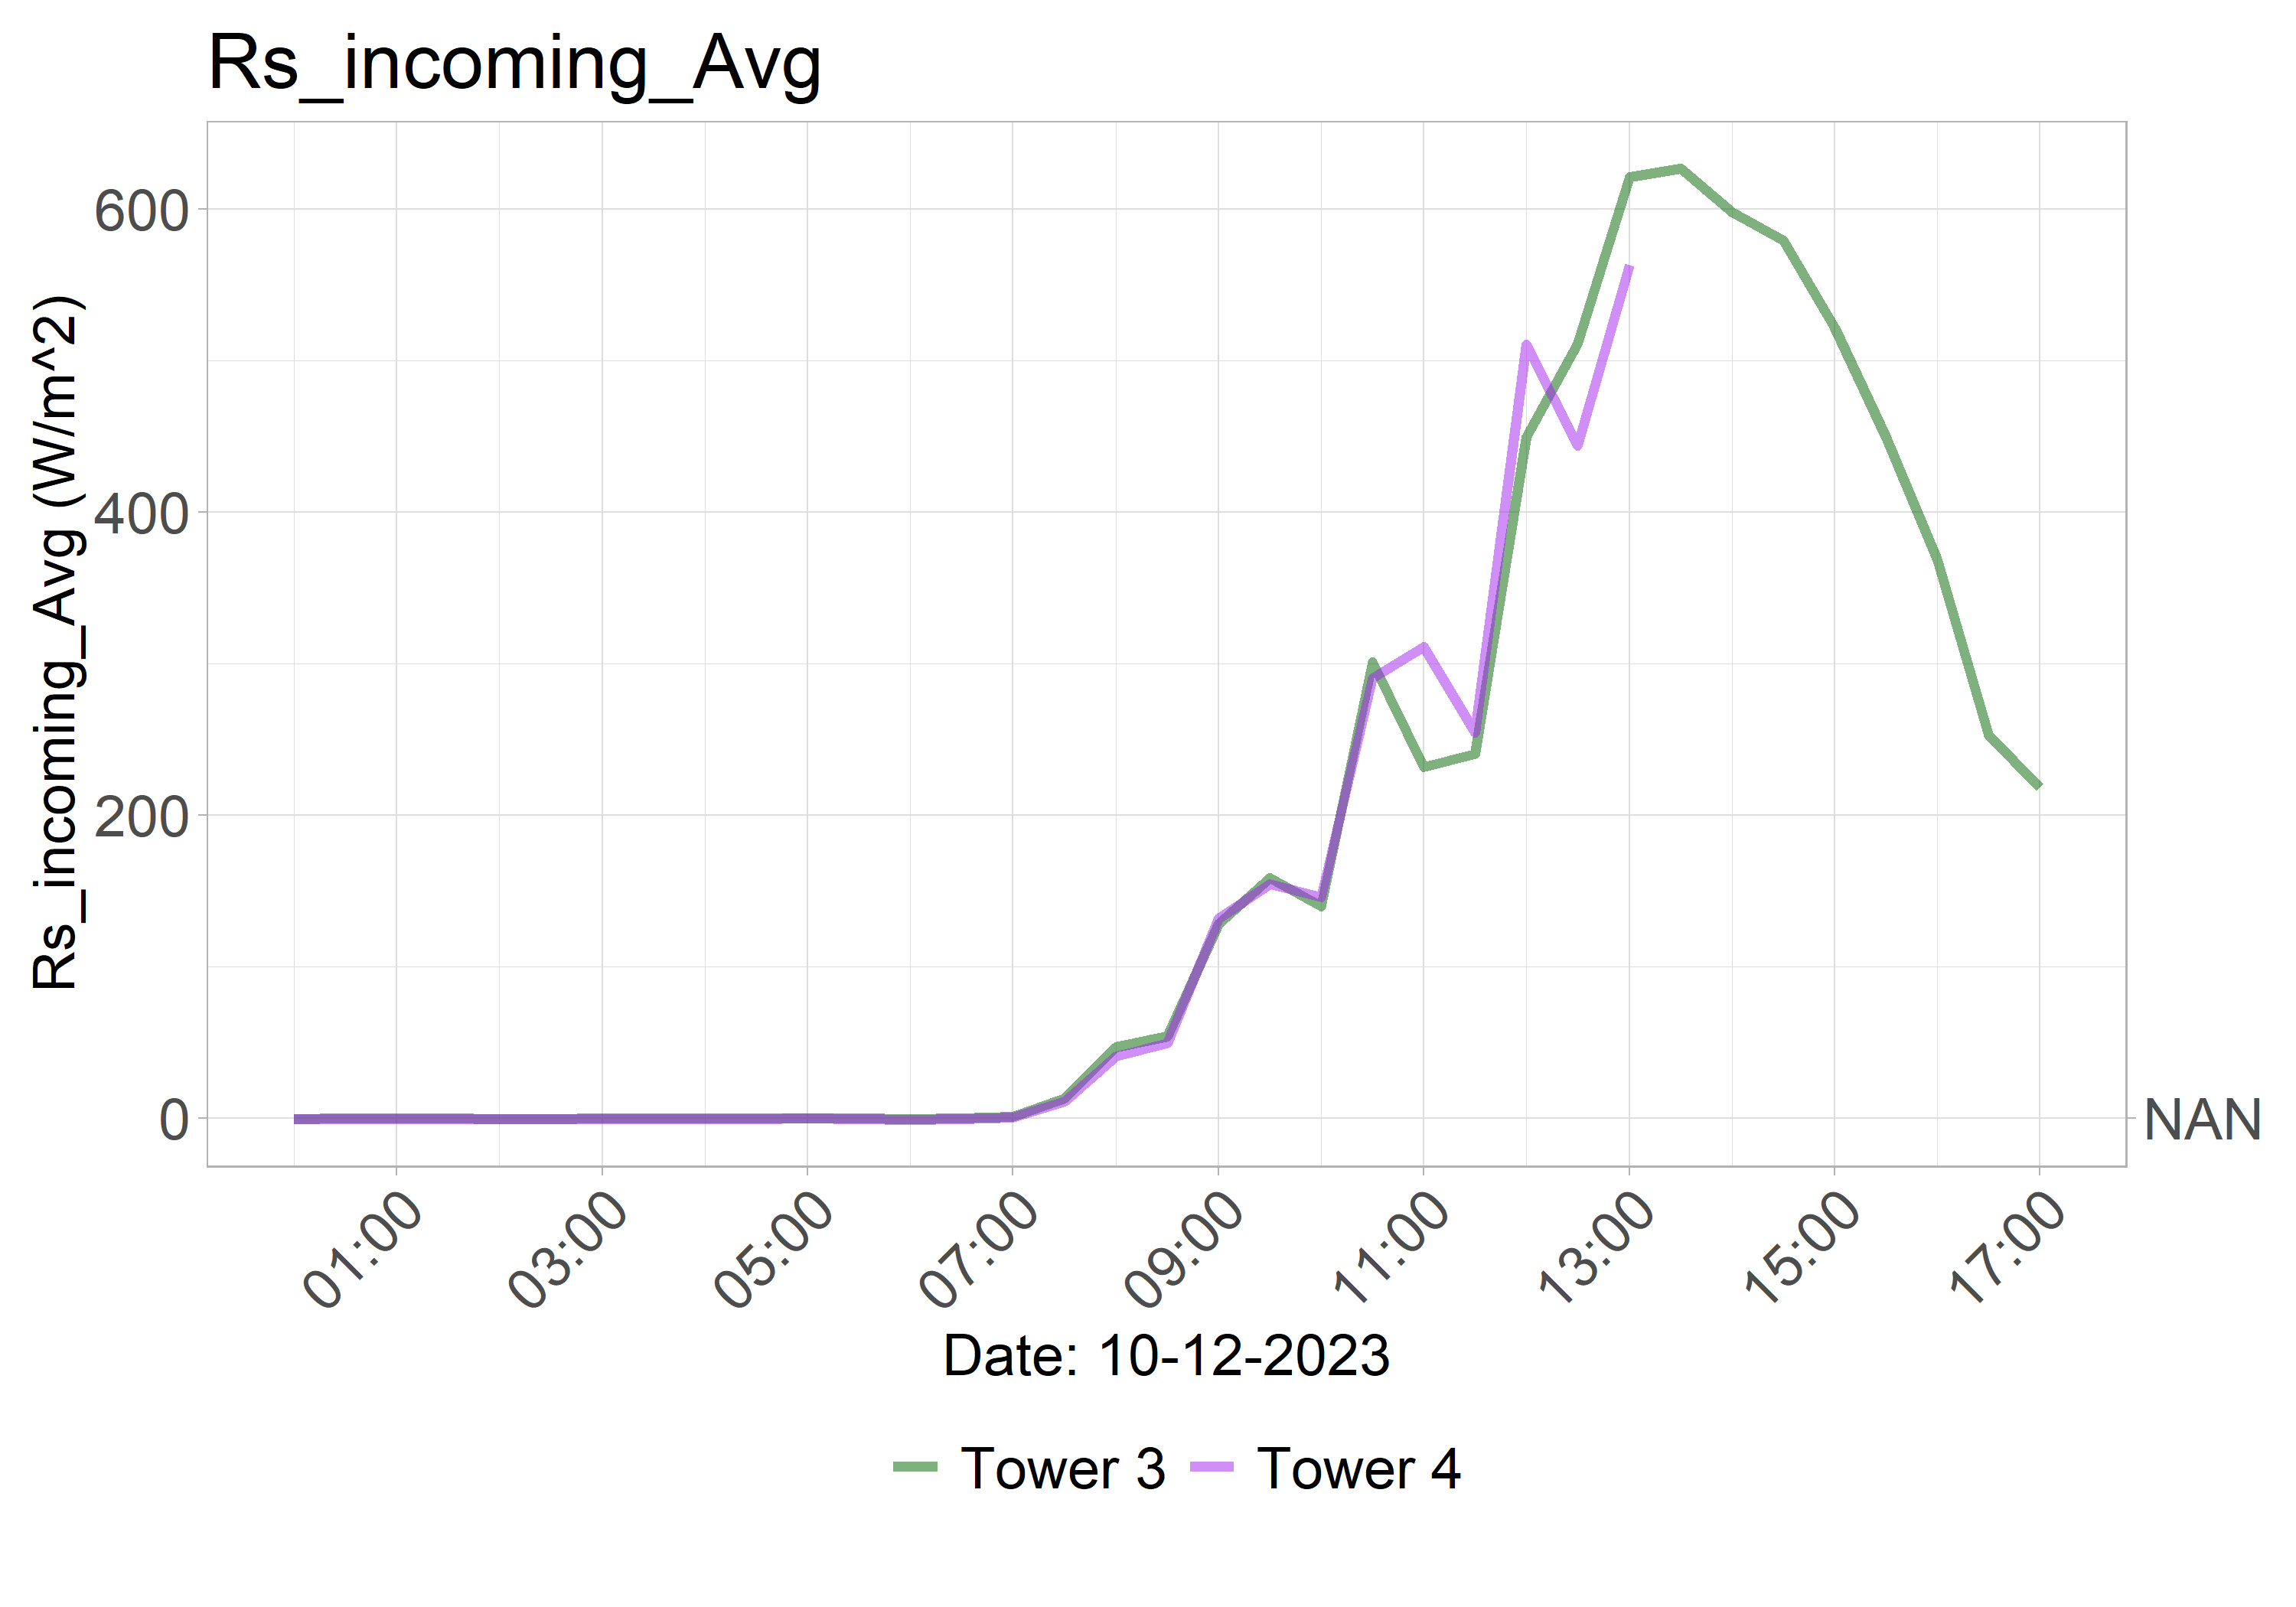 Rs_incoming_Avg
Rs_incoming_Avg (W/m^2)
600
400
200
0
NAN
01:00
03:00
05:00
07:00
09:00
11:00
13:00
15:00
17:00
Date: 10-12-2023
Tower 3
Tower 4